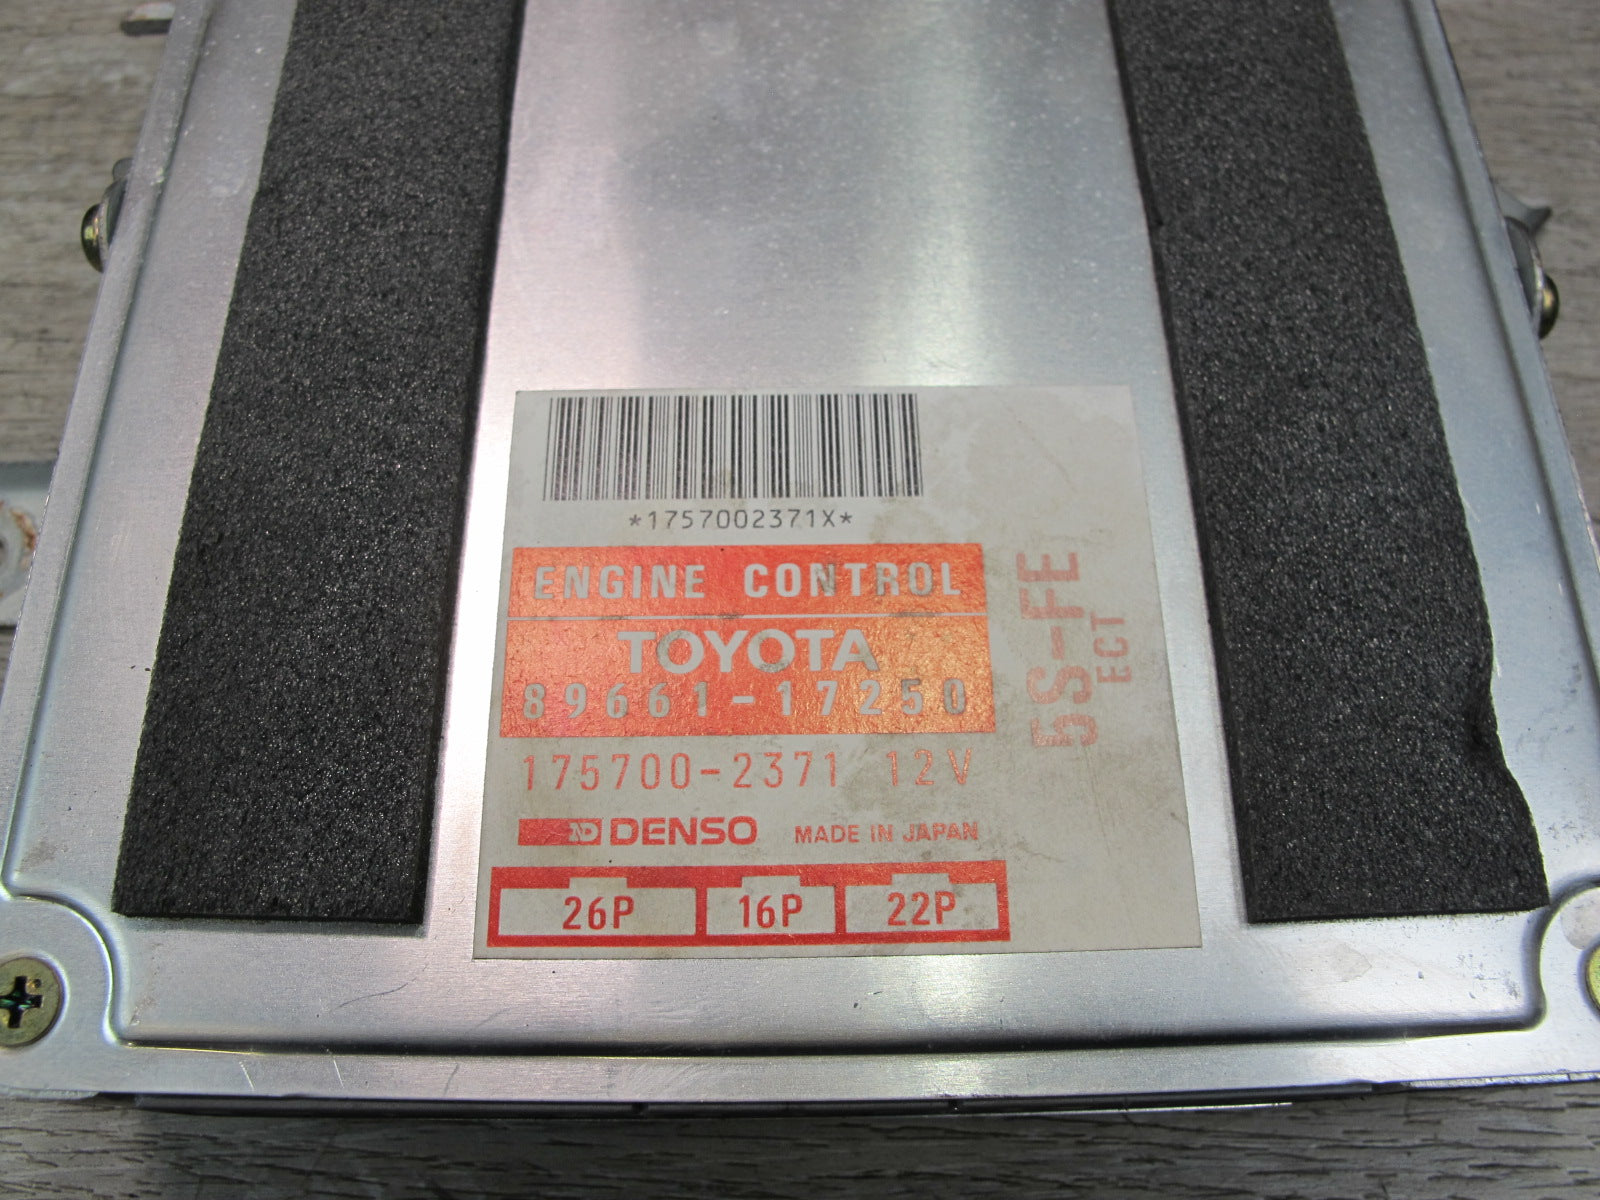 *1757002371X*
ENGINE CONTROL
TOYOTA
89661-17250
175700-2371 12V
ND DENSO MADE IN JAPAN
26P 16P 22P
5S-FE
ECT